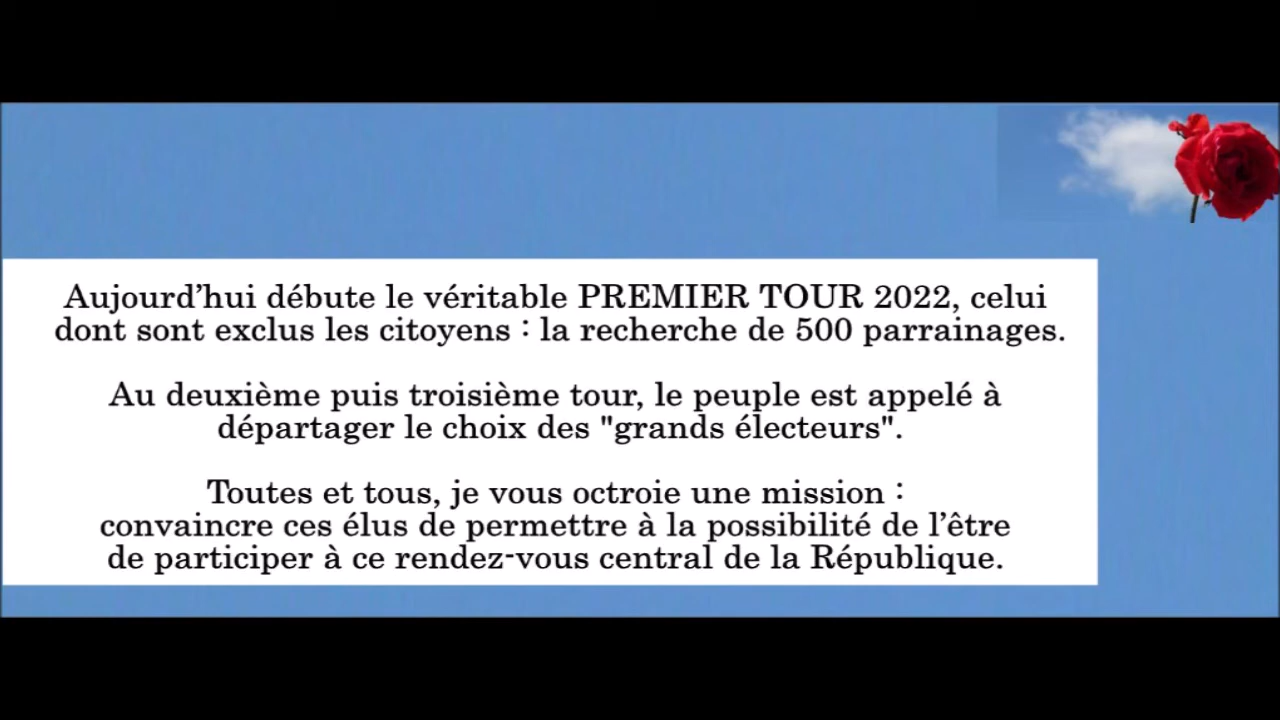 Aujourd’hui débute le véritable PREMIER TOUR 2022, celui
dont sont exclus les citoyens : la recherche de 500 parrainages.
Au deuxième puis troisième tour, le peuple est appelé à
départager le choix des "grands électeurs".
Toutes et tous, je vous octroie une mission :
convaincre ces élus de permettre à la possibilité de l’être
de participer à ce rendez-vous central de la République.